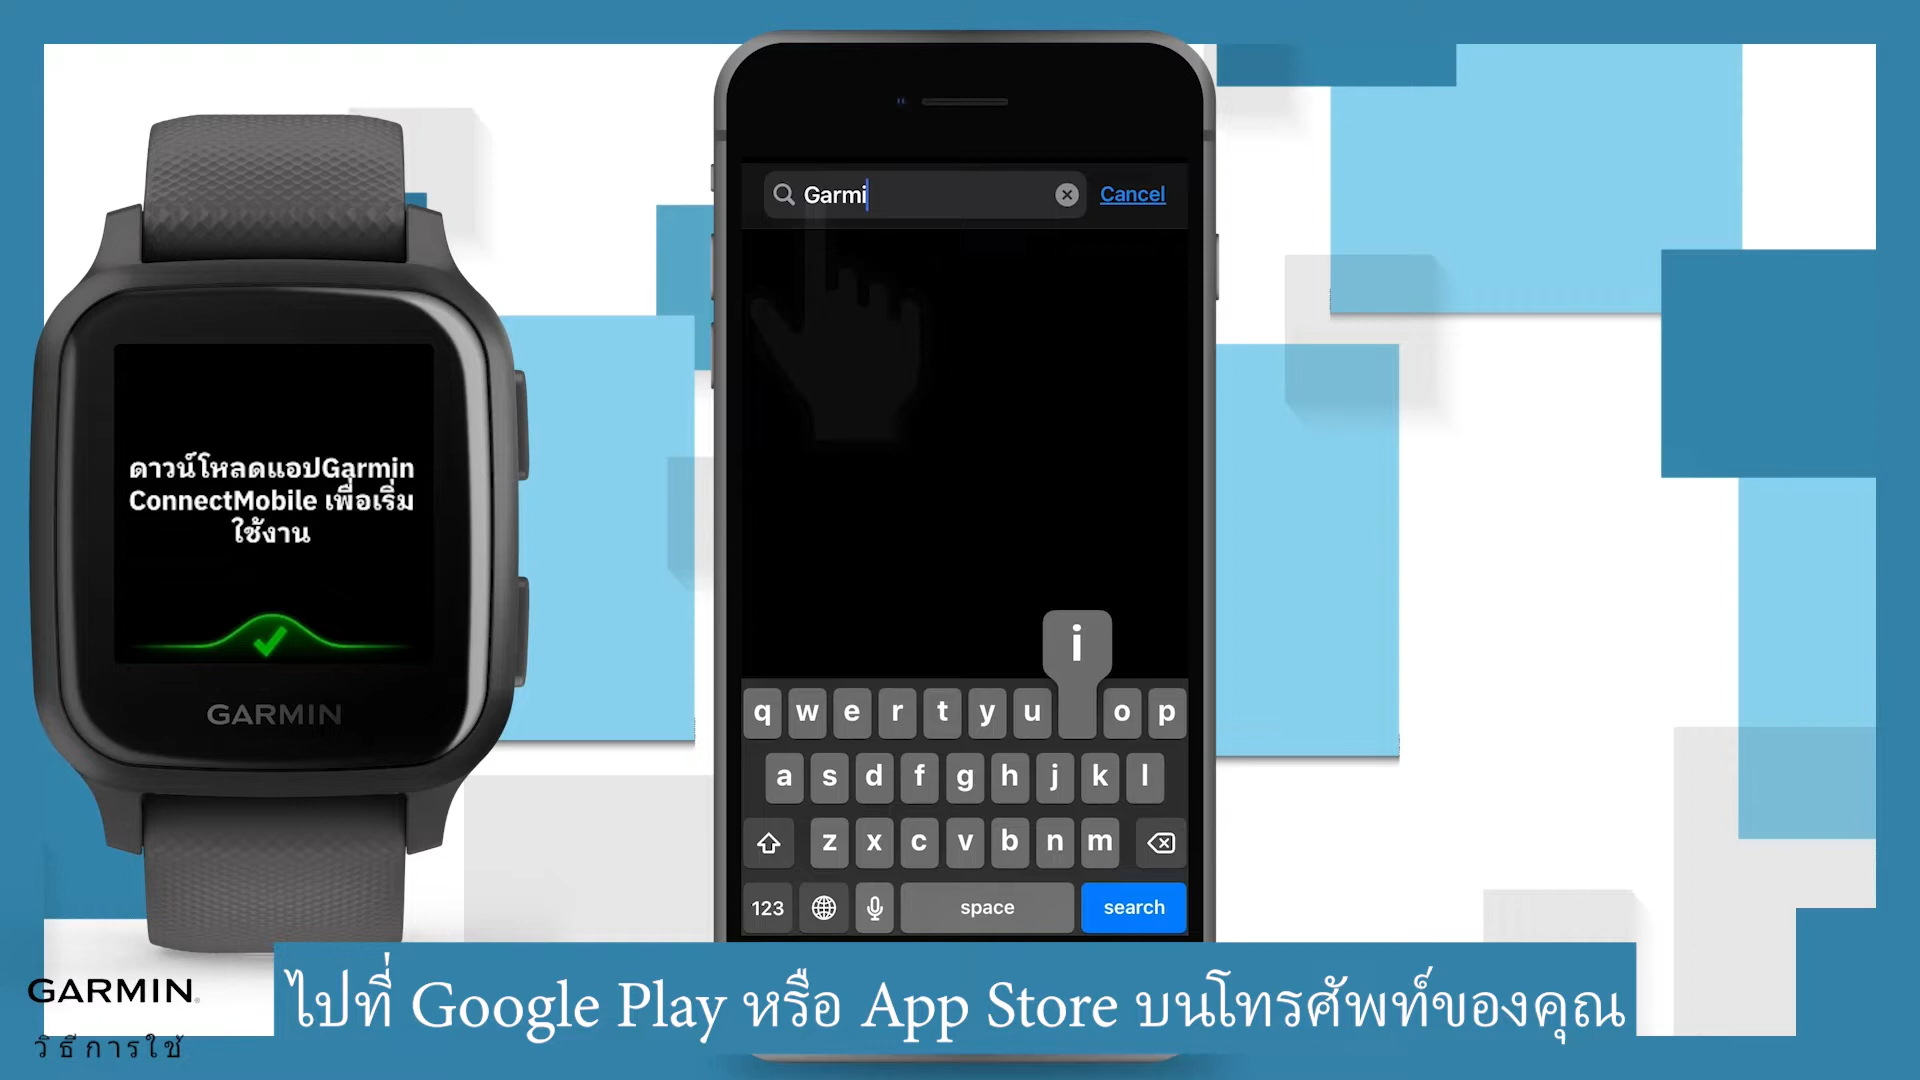 Garmi
Cancel
ดาวน์โหลดแอปGarmin
ConnectMobile เพื่อเริ่ม
ใช้งาน
GARMIN
i
q w e r t y u o p
a s d f g h j k l
z x c v b n m
123 space search
ไปที่ Google Play หรือ App Store บนโทรศัพท์ของคุณ
GARMIN
วิธีการใช้